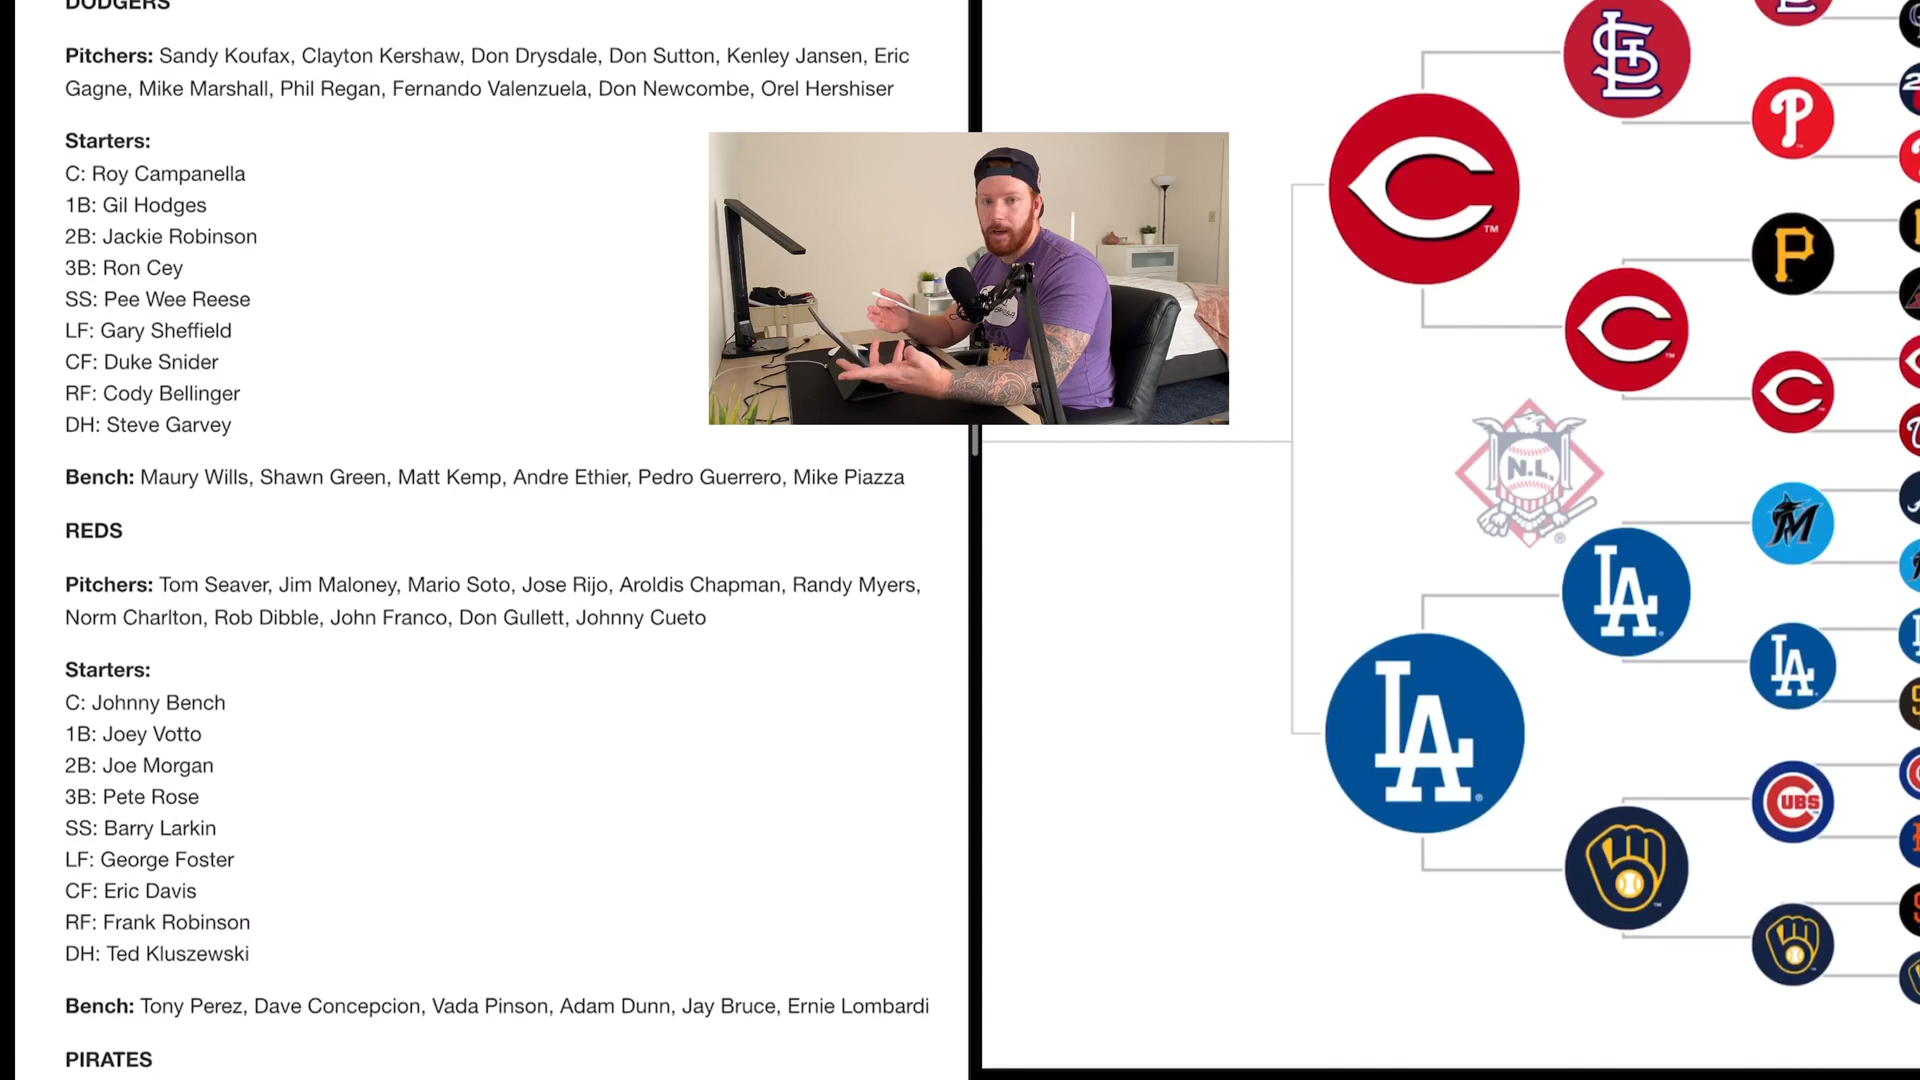 DODGERS
Pitchers: Sandy Koufax, Clayton Kershaw, Don Drysdale, Don Sutton, Kenley Jansen, Eric
Gagne, Mike Marshall, Phil Regan, Fernando Valenzuela, Don Newcombe, Orel Hershiser
Starters:
C: Roy Campanella
1B: Gil Hodges
2B: Jackie Robinson
3B: Ron Cey
SS: Pee Wee Reese
LF: Gary Sheffield
CF: Duke Snider
RF: Cody Bellinger
DH: Steve Garvey
Bench: Maury Wills, Shawn Green, Matt Kemp, Andre Ethier, Pedro Guerrero, Mike Piazza
REDS
Pitchers: Tom Seaver, Jim Maloney, Mario Soto, Jose Rijo, Aroldis Chapman, Randy Myers,
Norm Charlton, Rob Dibble, John Franco, Don Gullett, Johnny Cueto
Starters:
C: Johnny Bench
1B: Joey Votto
2B: Joe Morgan
3B: Pete Rose
SS: Barry Larkin
LF: George Foster
CF: Eric Davis
RF: Frank Robinson
DH: Ted Kluszewski
Bench: Tony Perez, Dave Concepcion, Vada Pinson, Adam Dunn, Jay Bruce, Ernie Lombardi
PIRATES
STL
P
C ™
P
C
C
N.L. ®
M
LA
LA
LA
CUBS